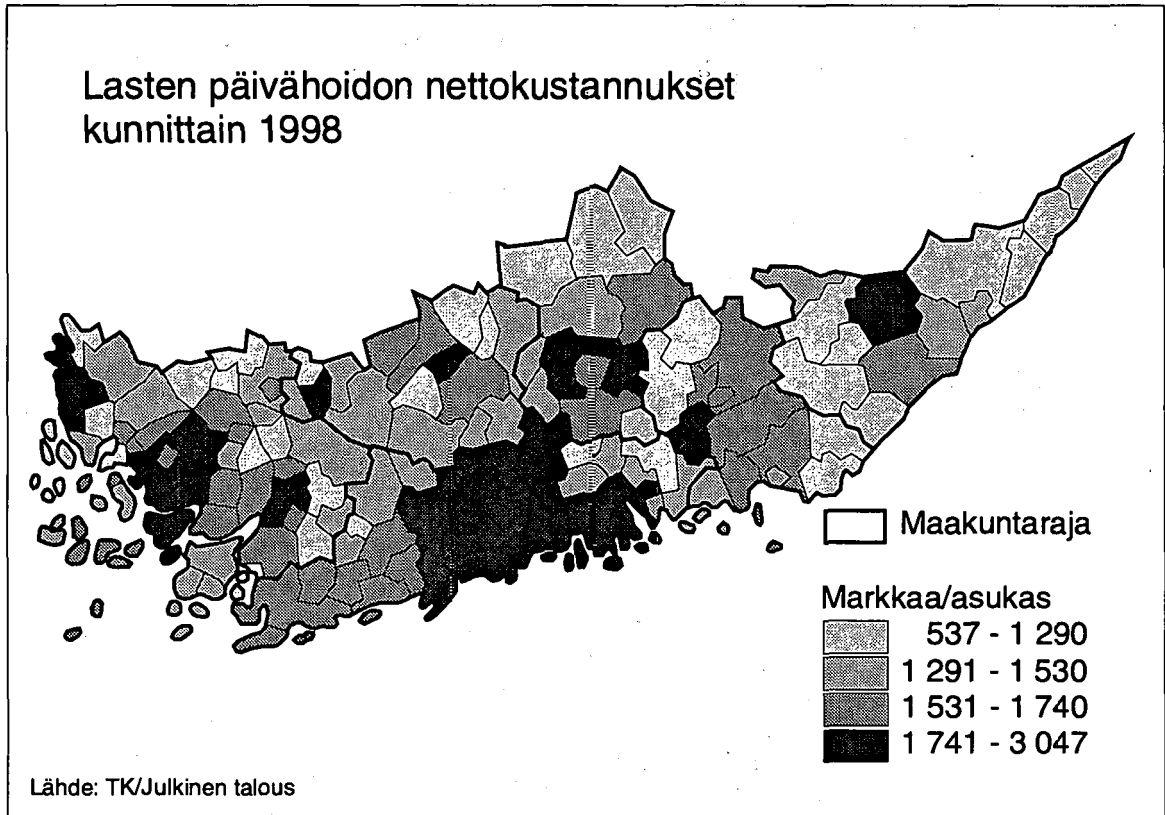 Lasten päivähoidon nettokustannukset
kunnittain 1998
Maakuntaraja
Markkaa/asukas
537 - 1 290
1 291 - 1 530
1 531 - 1 740
1 741 - 3 047
Lähde: TK/Julkinen talous